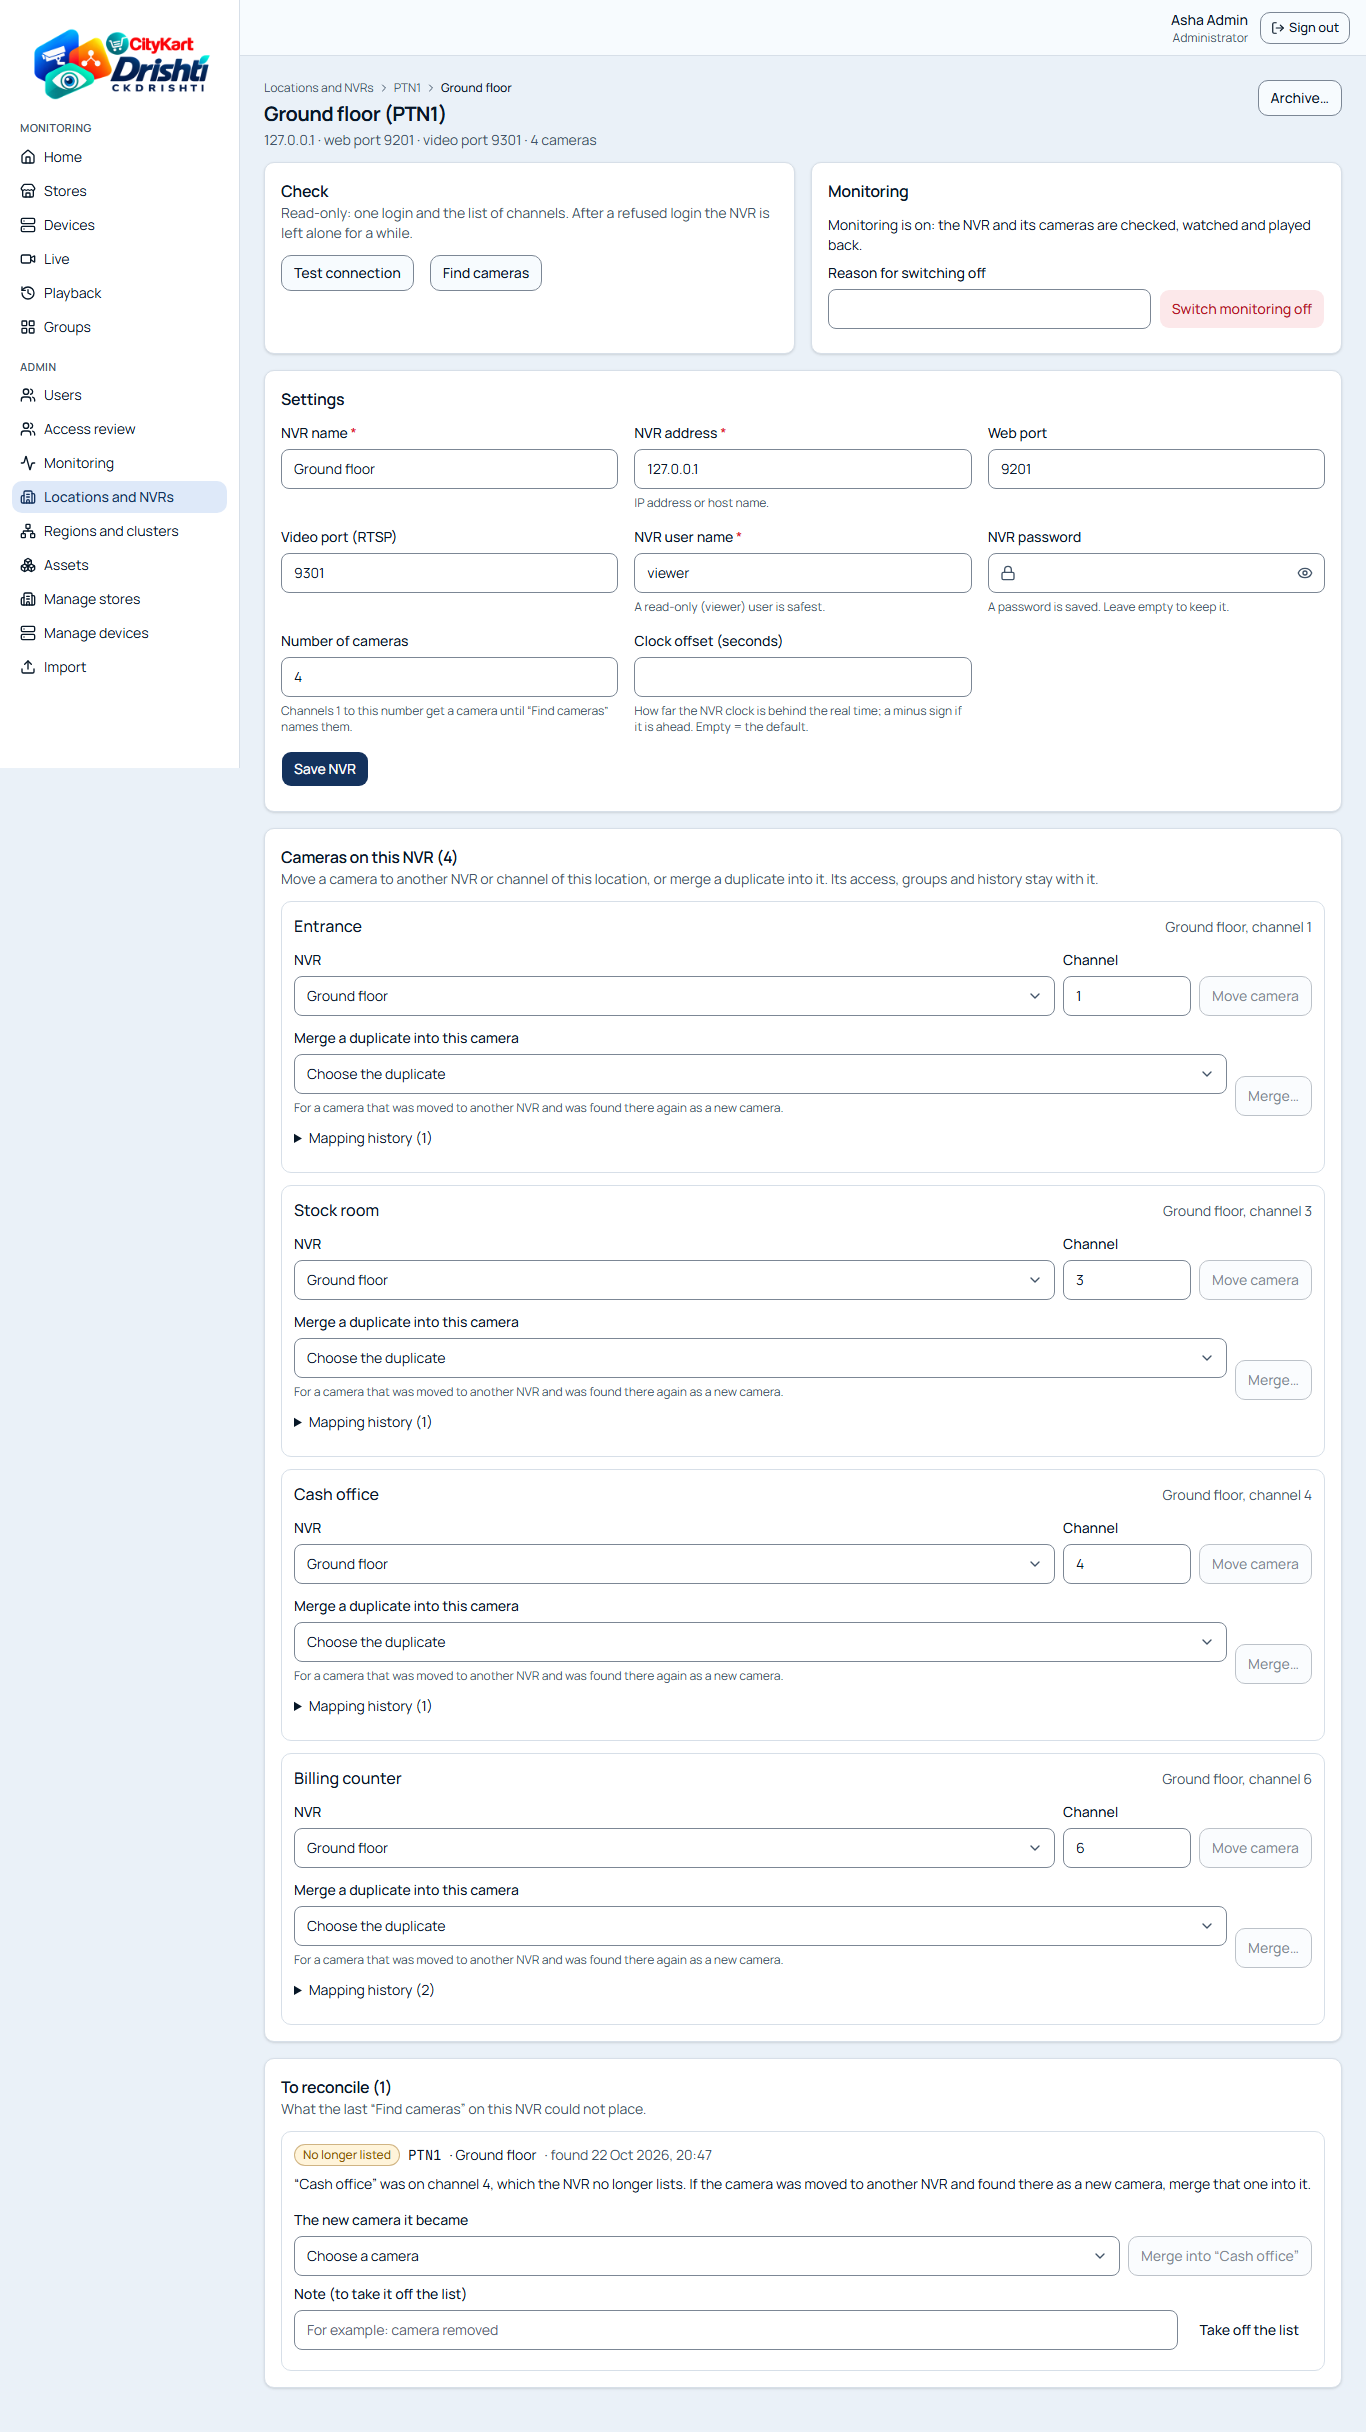 CityKart
Drishti
CKDRISHTI
MONITORING
Home
Stores
Devices
Live
Playback
Groups
ADMIN
Users
Access review
Monitoring
Locations and NVRs
Regions and clusters
Assets
Manage stores
Manage devices
Import
Asha Admin
Administrator
Sign out
Locations and NVRs > PTN1 > Ground floor
Ground floor (PTN1)
127.0.0.1 · web port 9201 · video port 9301 · 4 cameras
Archive…
Check
Read-only: one login and the list of channels. After a refused login the NVR is
left alone for a while.
Test connection
Find cameras
Monitoring
Monitoring is on: the NVR and its cameras are checked, watched and played
back.
Reason for switching off
Switch monitoring off
Settings
NVR name *
Ground floor
NVR address *
127.0.0.1
IP address or host name.
Web port
9201
Video port (RTSP)
9301
NVR user name *
viewer
A read-only (viewer) user is safest.
NVR password
A password is saved. Leave empty to keep it.
Number of cameras
4
Channels 1 to this number get a camera until “Find cameras”
names them.
Clock offset (seconds)
How far the NVR clock is behind the real time; a minus sign if
it is ahead. Empty = the default.
Save NVR
Cameras on this NVR (4)
Move a camera to another NVR or channel of this location, or merge a duplicate into it. Its access, groups and history stay with it.
Entrance
Ground floor, channel 1
NVR
Ground floor
Channel
1
Move camera
Merge a duplicate into this camera
Choose the duplicate
For a camera that was moved to another NVR and was found there again as a new camera.
Merge…
Mapping history (1)
Stock room
Ground floor, channel 3
NVR
Ground floor
Channel
3
Move camera
Merge a duplicate into this camera
Choose the duplicate
For a camera that was moved to another NVR and was found there again as a new camera.
Merge…
Mapping history (1)
Cash office
Ground floor, channel 4
NVR
Ground floor
Channel
4
Move camera
Merge a duplicate into this camera
Choose the duplicate
For a camera that was moved to another NVR and was found there again as a new camera.
Merge…
Mapping history (1)
Billing counter
Ground floor, channel 6
NVR
Ground floor
Channel
6
Move camera
Merge a duplicate into this camera
Choose the duplicate
For a camera that was moved to another NVR and was found there again as a new camera.
Merge…
Mapping history (2)
To reconcile (1)
What the last “Find cameras” on this NVR could not place.
No longer listed PTN1 · Ground floor · found 22 Oct 2026, 20:47
“Cash office” was on channel 4, which the NVR no longer lists. If the camera was moved to another NVR and found there as a new camera, merge that one into it.
The new camera it became
Choose a camera
Merge into “Cash office”
Note (to take it off the list)
For example: camera removed
Take off the list